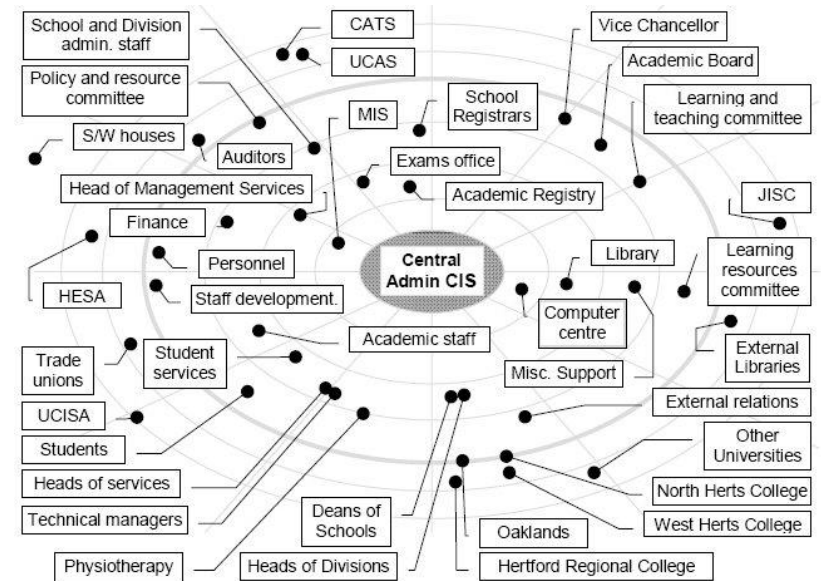 School and Division
admin. staff
CATS
Vice Chancellor
UCAS
Academic Board
Policy and resource
committee
MIS
School
Registrars
Learning and
teaching committee
S/W houses
Auditors
Exams office
Head of Management Services
Academic Registry
JISC
Finance
Central
Admin CIS
Library
Learning
resources
committee
Personnel
HESA
Staff development.
Computer
centre
Academic staff
Trade
unions
Student
services
External
Libraries
Misc. Support
UCISA
External relations
Students
Other
Universities
Heads of services
North Herts College
Deans of
Schools
Technical managers
Oaklands
West Herts College
Physiotherapy
Heads of Divisions
Hertford Regional College